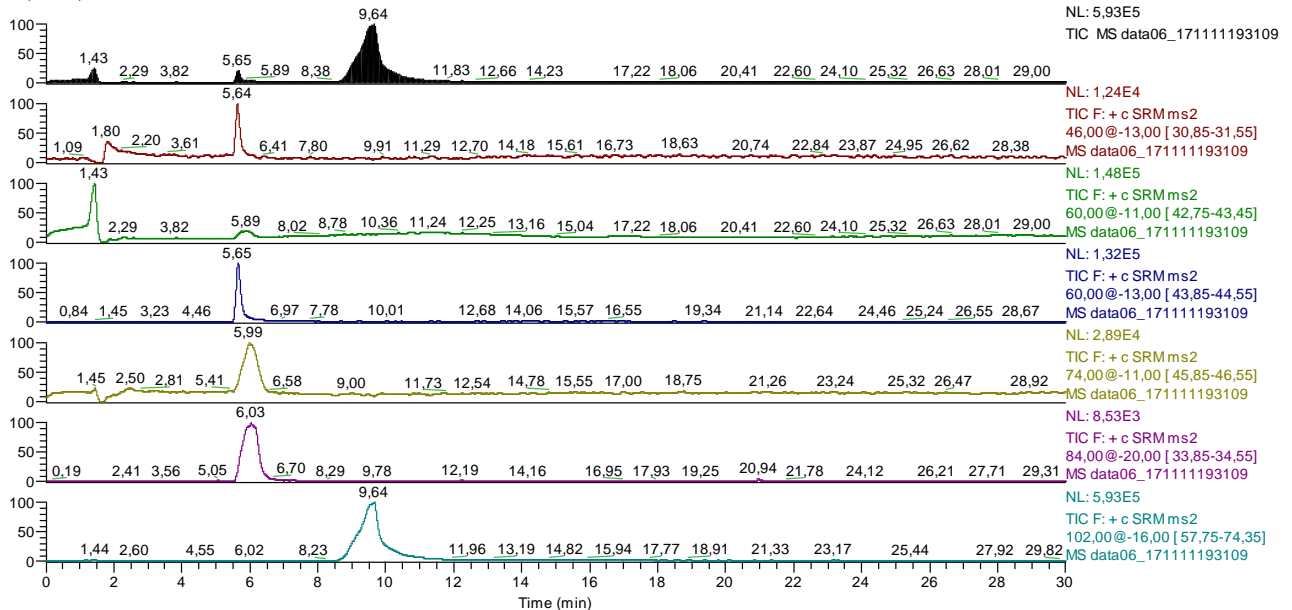 NL: 5,93E5
TIC MS data06_171111193109
9,64
1,43 5,65
2,29 3,82 5,89 8,38 11,83 12,66 14,23 17,22 18,06 20,41 22,60 24,10 25,32 26,63 28,01 29,00
100
50
0
NL: 1,24E4
TIC F: + c SRM ms2
46,00@-13,00 [ 30,85-31,55]
MS data06_171111193109
5,64
1,09 1,80 2,20 3,61 6,41 7,80 9,91 11,29 12,70 14,18 15,61 16,73 18,63 20,74 22,84 23,87 24,95 26,62 28,38
100
50
0
NL: 1,48E5
TIC F: + c SRM ms2
60,00@-11,00 [ 42,75-43,45]
MS data06_171111193109
1,43
2,29 3,82 5,89 8,02 8,78 10,36 11,24 12,25 13,16 15,04 17,22 18,06 20,41 22,60 24,10 25,32 26,63 28,01 29,00
100
50
0
NL: 1,32E5
TIC F: + c SRM ms2
60,00@-13,00 [ 43,85-44,55]
MS data06_171111193109
5,65
0,84 1,45 3,23 4,46 6,97 7,78 10,01 12,68 14,06 15,57 16,55 19,34 21,14 22,64 24,46 25,24 26,55 28,67
100
50
0
NL: 2,89E4
TIC F: + c SRM ms2
74,00@-11,00 [ 45,85-46,55]
MS data06_171111193109
5,99
1,45 2,50 2,81 5,41 6,58 9,00 11,73 12,54 14,78 15,55 17,00 18,75 21,26 23,24 25,32 26,47 28,92
100
50
0
NL: 8,53E3
TIC F: + c SRM ms2
84,00@-20,00 [ 33,85-34,55]
MS data06_171111193109
6,03
0,19 2,41 3,56 5,05 6,70 8,29 9,78 12,19 14,16 16,95 17,93 19,25 20,94 21,78 24,12 26,21 27,71 29,31
100
50
0
NL: 5,93E5
TIC F: + c SRM ms2
102,00@-16,00 [ 57,75-74,35]
MS data06_171111193109
9,64
1,44 2,60 4,55 6,02 8,23 11,96 13,19 14,82 15,94 17,77 18,91 21,33 23,17 25,44 27,92 29,82
100
50
0
0 2 4 6 8 10 12 14 16 18 20 22 24 26 28 30
Time (min)